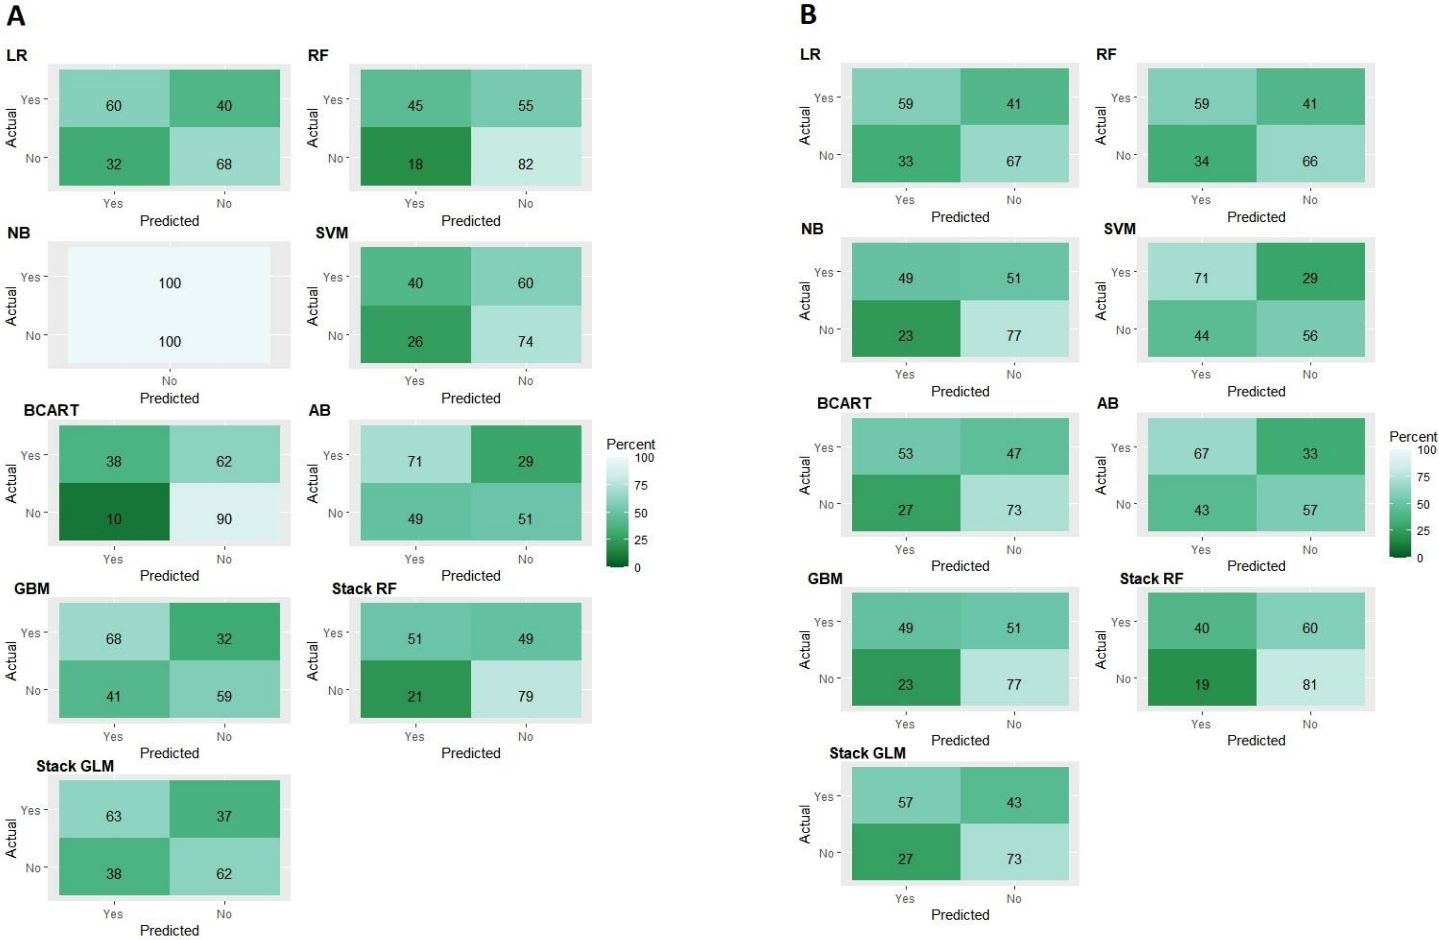 A
LR
Actual
Yes
60
40
No
32
68
Yes
No
Predicted
RF
Actual
Yes
45
55
No
18
82
Yes
No
Predicted
NB
Actual
Yes
100
No
100
No
Predicted
SVM
Actual
Yes
40
60
No
26
74
Yes
No
Predicted
BCART
Actual
Yes
38
62
No
10
90
Yes
No
Predicted
AB
Actual
Yes
71
29
No
49
51
Yes
No
Predicted
Percent
100
75
50
25
0
GBM
Actual
Yes
68
32
No
41
59
Yes
No
Predicted
Stack RF
Actual
Yes
51
49
No
21
79
Yes
No
Predicted
Stack GLM
Actual
Yes
63
37
No
38
62
Yes
No
Predicted
B
LR
Actual
Yes
59
41
No
33
67
Yes
No
Predicted
RF
Actual
Yes
59
41
No
34
66
Yes
No
Predicted
NB
Actual
Yes
49
51
No
23
77
Yes
No
Predicted
SVM
Actual
Yes
71
29
No
44
56
Yes
No
Predicted
BCART
Actual
Yes
53
47
No
27
73
Yes
No
Predicted
AB
Actual
Yes
67
33
No
43
57
Yes
No
Predicted
Percent
100
75
50
25
0
GBM
Actual
Yes
49
51
No
23
77
Yes
No
Predicted
Stack RF
Actual
Yes
40
60
No
19
81
Yes
No
Predicted
Stack GLM
Actual
Yes
57
43
No
27
73
Yes
No
Predicted